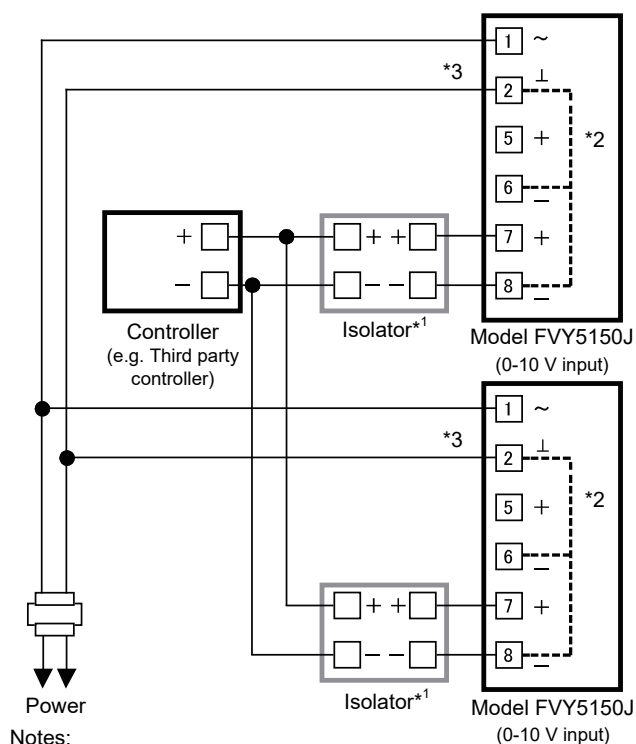 1 ~
*3
2 ⊥
5 + *2
6 −
+ + + 7 +
− − − 8 −
Controller
(e.g. Third party
controller)
Isolator*1
Model FVY5150J
(0-10 V input)
1 ~
*3
2 ⊥
5 + *2
6 −
+ + 7 +
− − 8 −
Isolator*1
Power
Model FVY5150J
(0-10 V input)
Notes: